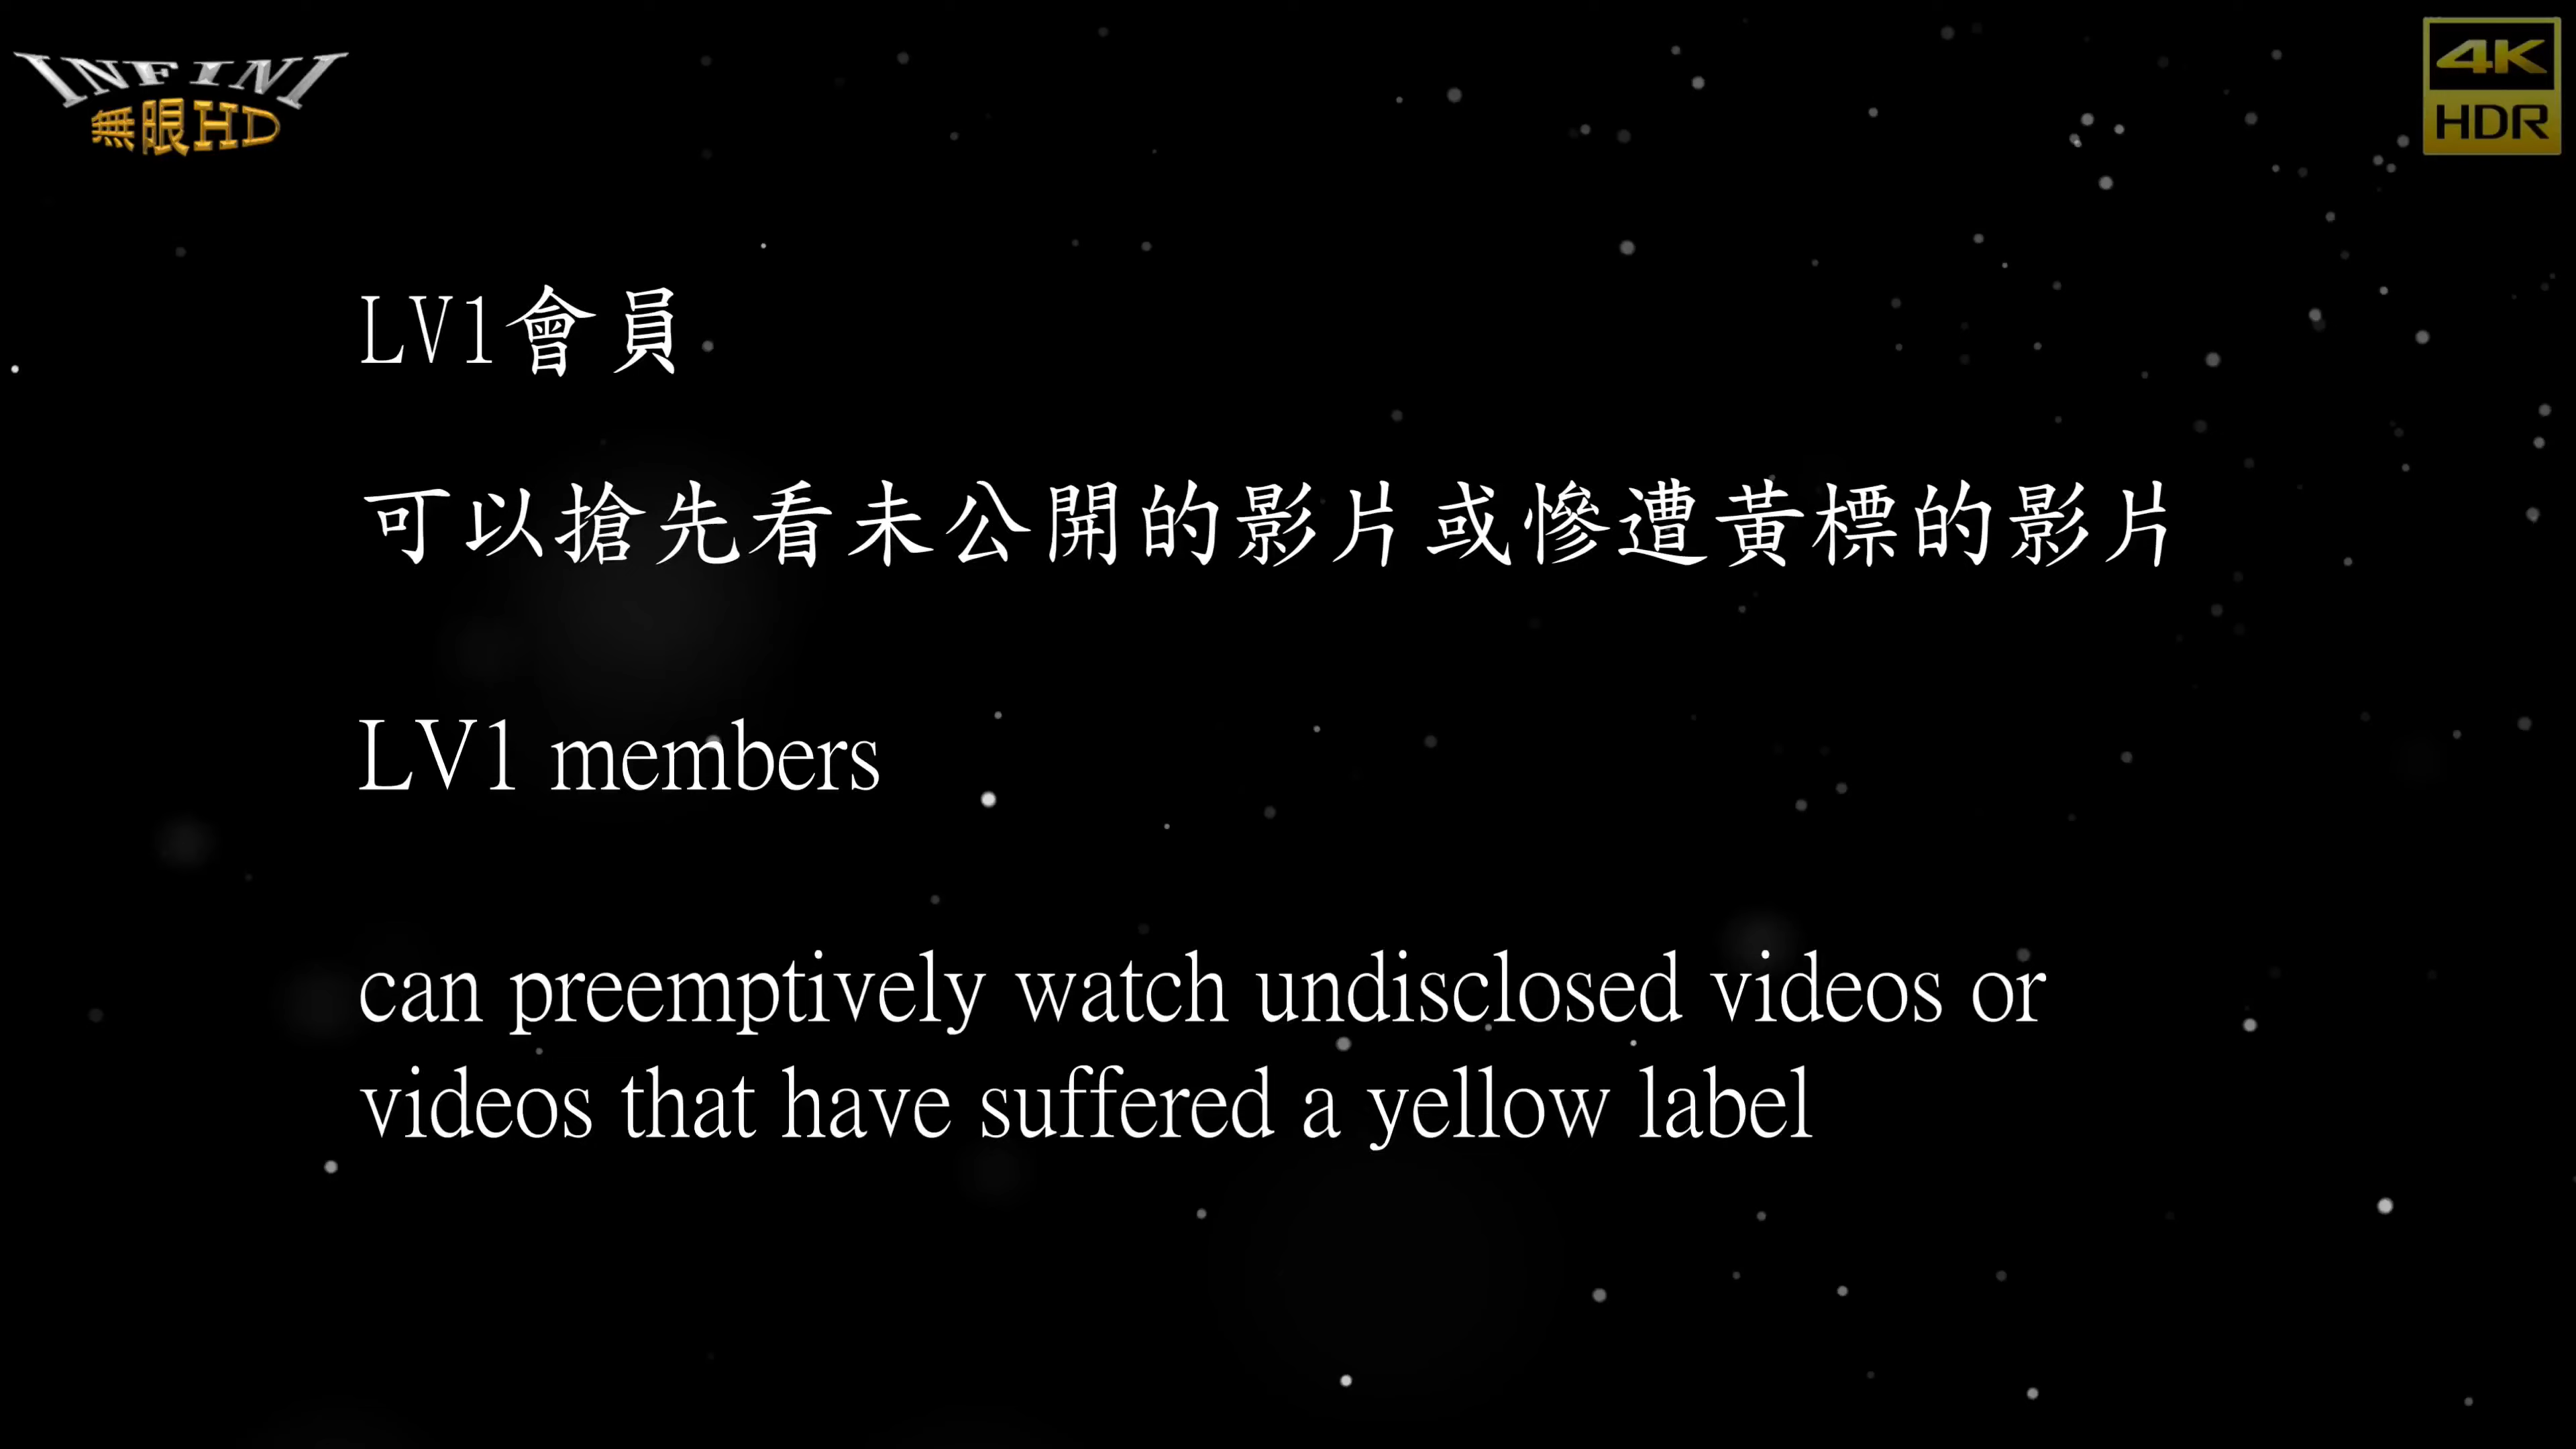 INFINI
無限HD
4K
HDR
LV1會員
可以搶先看未公開的影片或慘遭黃標的影片
LV1 members
can preemptively watch undisclosed videos or
videos that have suffered a yellow label